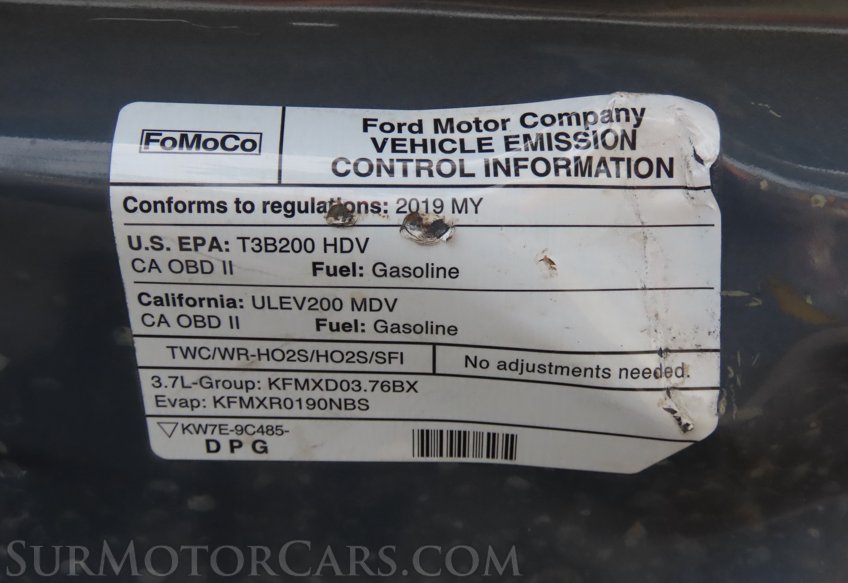 FoMoCo
Ford Motor Company
VEHICLE EMISSION
CONTROL INFORMATION
Conforms to regulations: 2019 MY
U.S. EPA: T3B200 HDV
CA OBD II Fuel: Gasoline
California: ULEV200 MDV
CA OBD II Fuel: Gasoline
TWC/WR-HO2S/HO2S/SFI
No adjustments needed.
3.7L-Group: KFMXD03.76BX
Evap: KFMXR0190NBS
KW7E-9C485-
D P G
SURMOTORCARS.COM